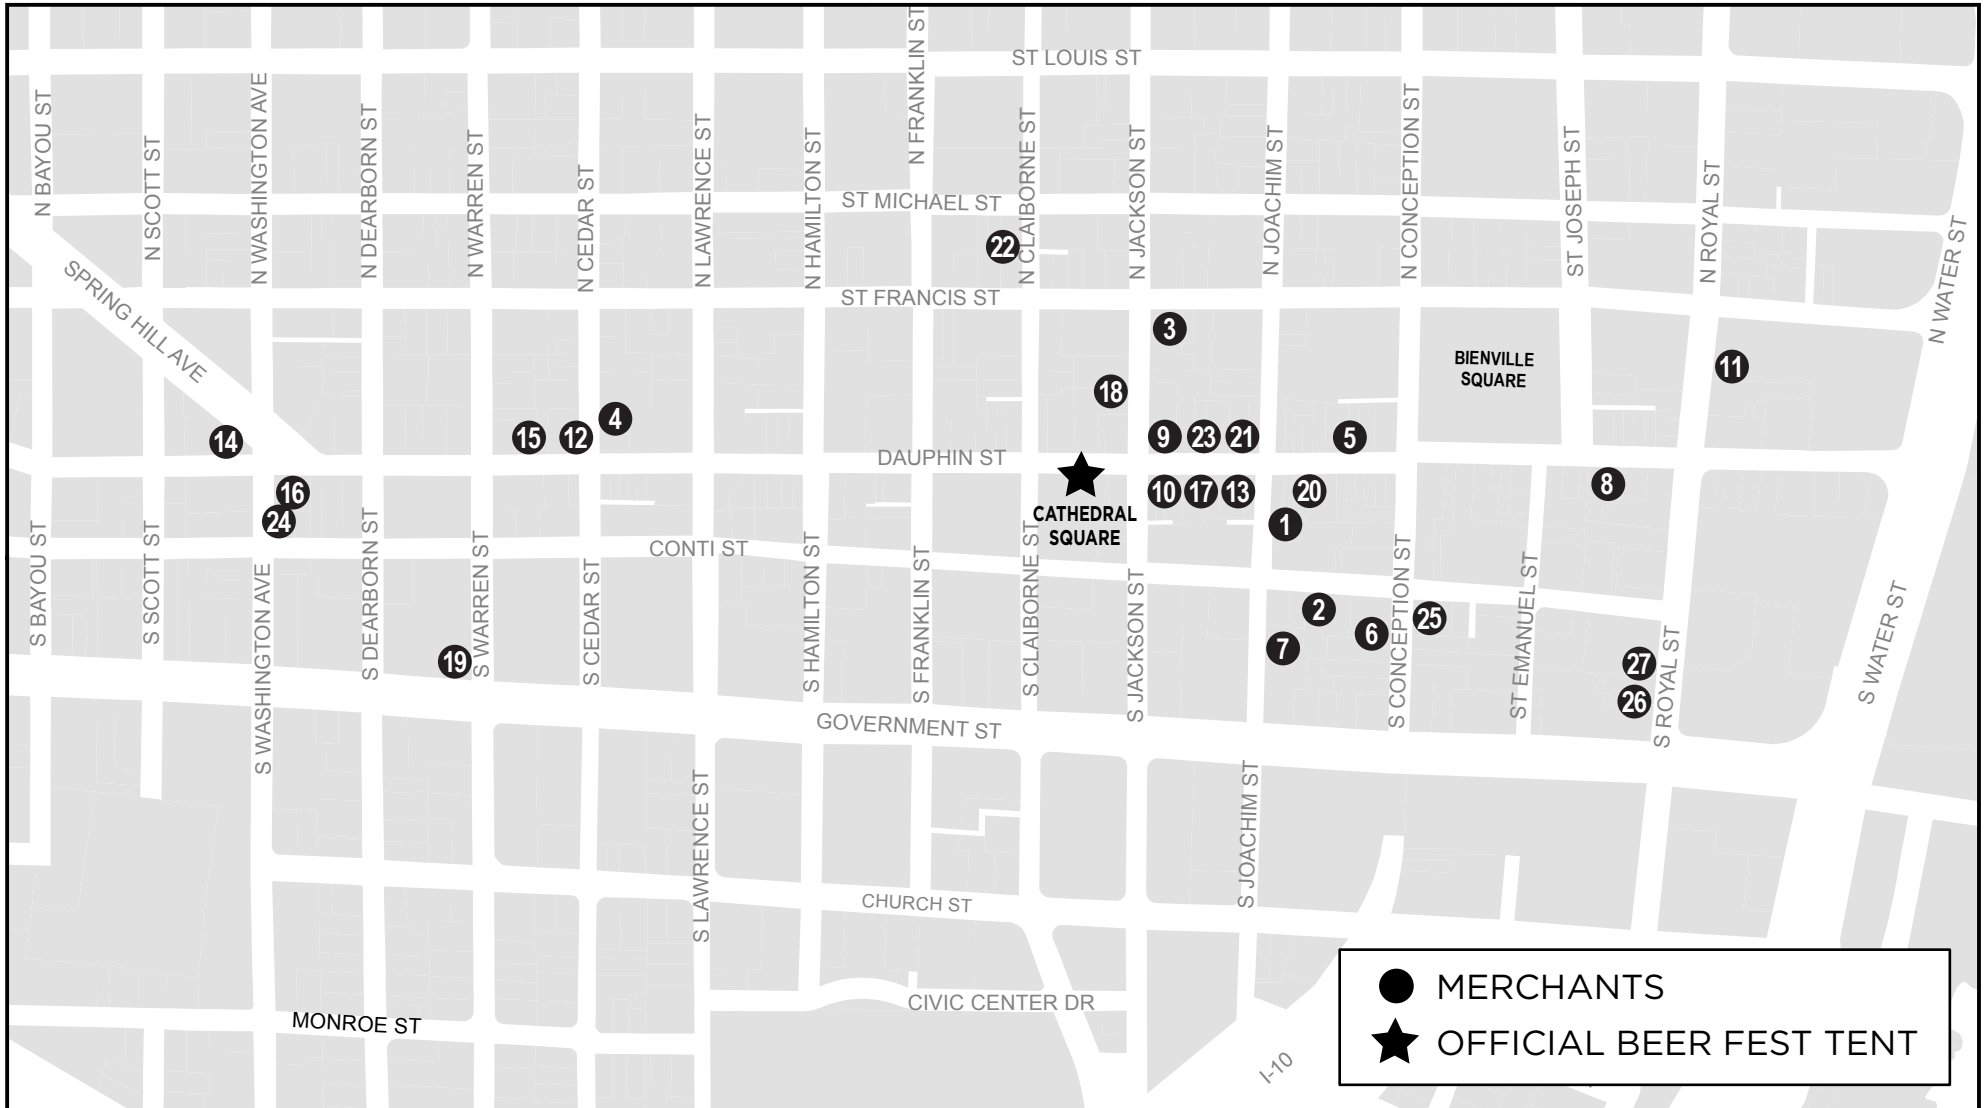 N FRANKLIN ST
ST LOUIS ST
N BAYOU ST
N SCOTT ST
N WASHINGTON AVE
N DEARBORN ST
N WARREN ST
N CEDAR ST
N LAWRENCE ST
N HAMILTON ST
N CLAIBORNE ST
N JACKSON ST
N JOACHIM ST
N CONCEPTION ST
ST JOSEPH ST
N ROYAL ST
N WATER ST
ST MICHAEL ST
22
SPRING HILL AVE
ST FRANCIS ST
3
BIENVILLE
SQUARE
11
18
4
14
15
12
9
23
21
5
DAUPHIN ST
16
10
17
13
20
8
24
1
CATHEDRAL
SQUARE
CONTI ST
S BAYOU ST
S SCOTT ST
S WASHINGTON AVE
S DEARBORN ST
S WARREN ST
S CEDAR ST
S HAMILTON ST
S FRANKLIN ST
S CLAIBORNE ST
S JACKSON ST
S CONCEPTION ST
ST EMANUEL ST
S ROYAL ST
S WATER ST
2
25
6
7
19
27
26
GOVERNMENT ST
S LAWRENCE ST
S JOACHIM ST
CHURCH ST
CIVIC CENTER DR
MONROE ST
I-10
MERCHANTS
OFFICIAL BEER FEST TENT